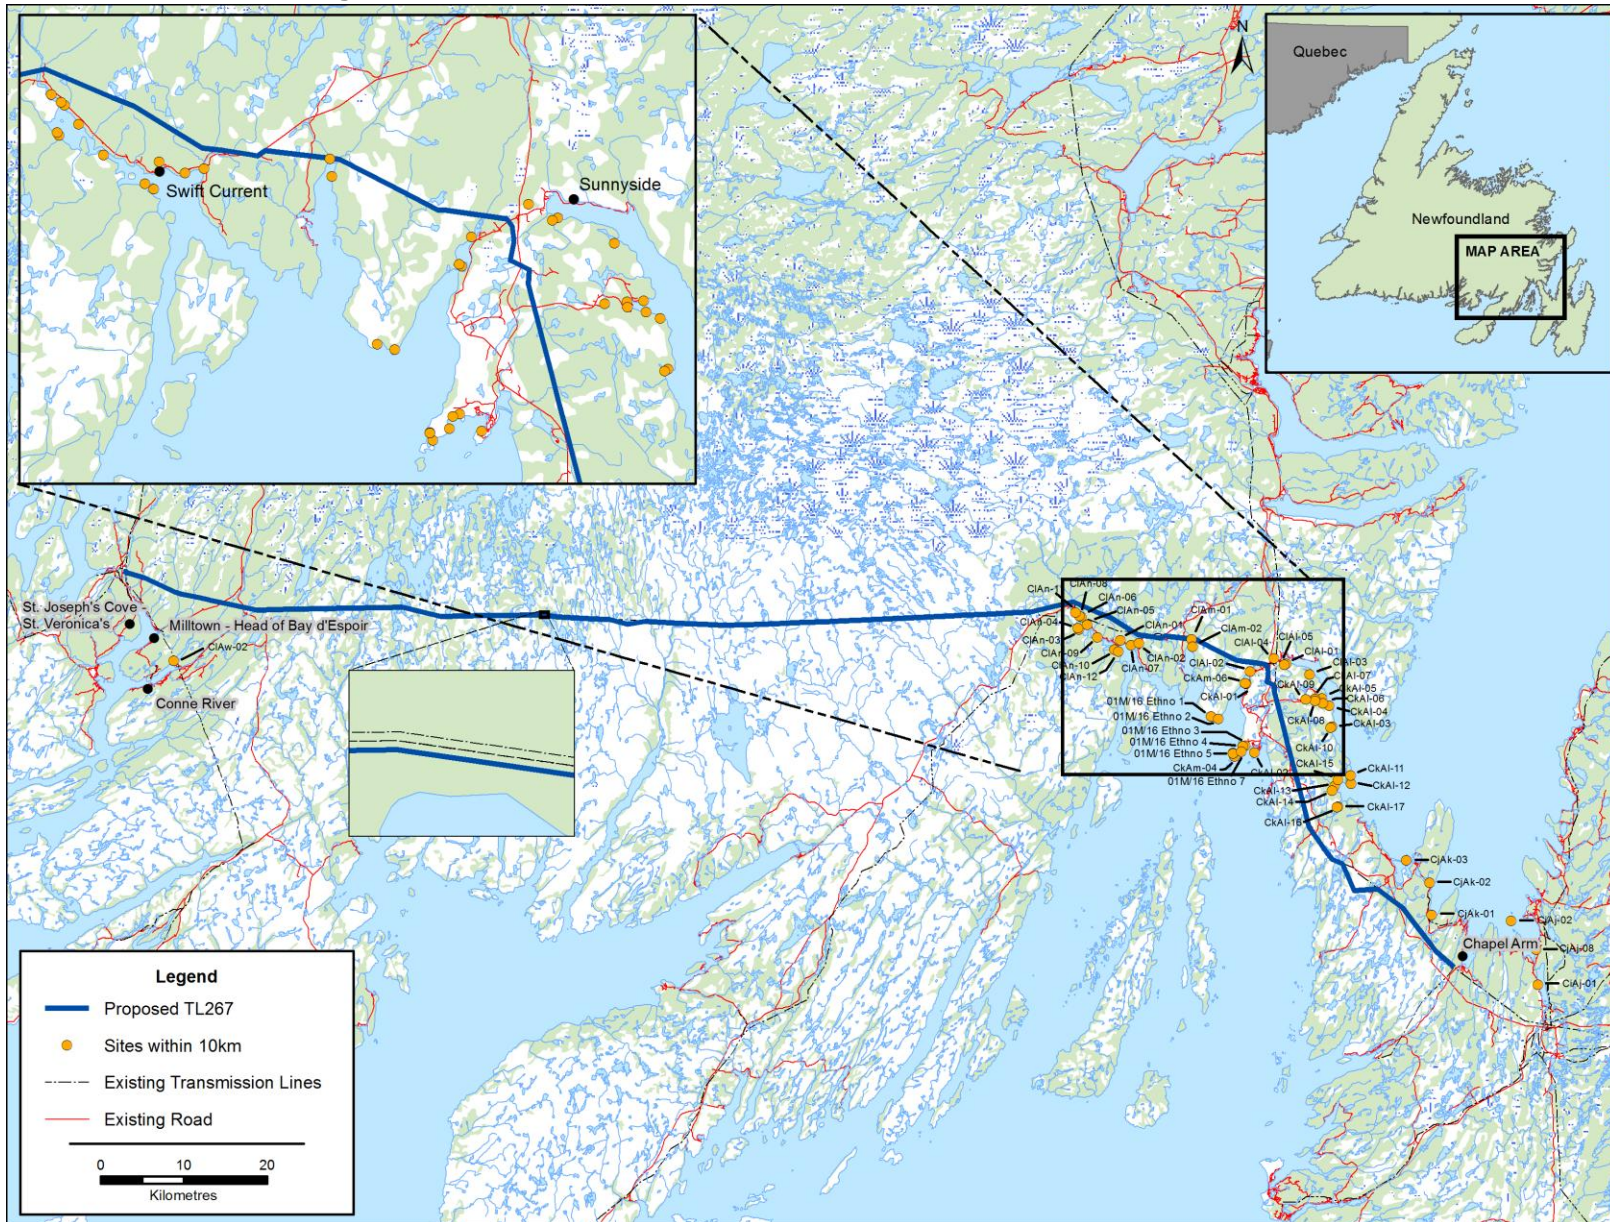 N
Quebec
Newfoundland
MAP AREA
Sunnyside
Swift Current
St. Joseph's Cove
St. Veronica's
Milltown - Head of Bay d'Espoir
ClAw-02
Conne River
ClAn-08
ClAn-06
ClAn-05
ClAn-04
ClAn-03
ClAn-09
ClAn-10
ClAn-12
ClAn-01
ClAn-07
ClAn-02
ClAm-01
ClAm-02
ClAl-05
ClAl-04
ClAl-01
ClAl-03
ClAl-02
CkAl-09
CkAl-07
CkAm-06
CkAl-05
CkAl-06
CkAl-01
CkAl-04
CkAl-08
CkAl-03
01M/16 Ethno 1
01M/16 Ethno 2
01M/16 Ethno 3
01M/16 Ethno 4
01M/16 Ethno 5
CkAm-04
01M/16 Ethno 7
CkAl-10
CkAl-15
CkAl-02
CkAl-11
CkAl-13
CkAl-12
CkAl-14
CkAl-17
CkAl-16
CjAk-03
CjAk-02
CjAk-01
CjAj-02
Chapel Arm
CjAj-08
CiAj-01
Legend
Proposed TL267
Sites within 10km
Existing Transmission Lines
Existing Road
0 10 20
Kilometres